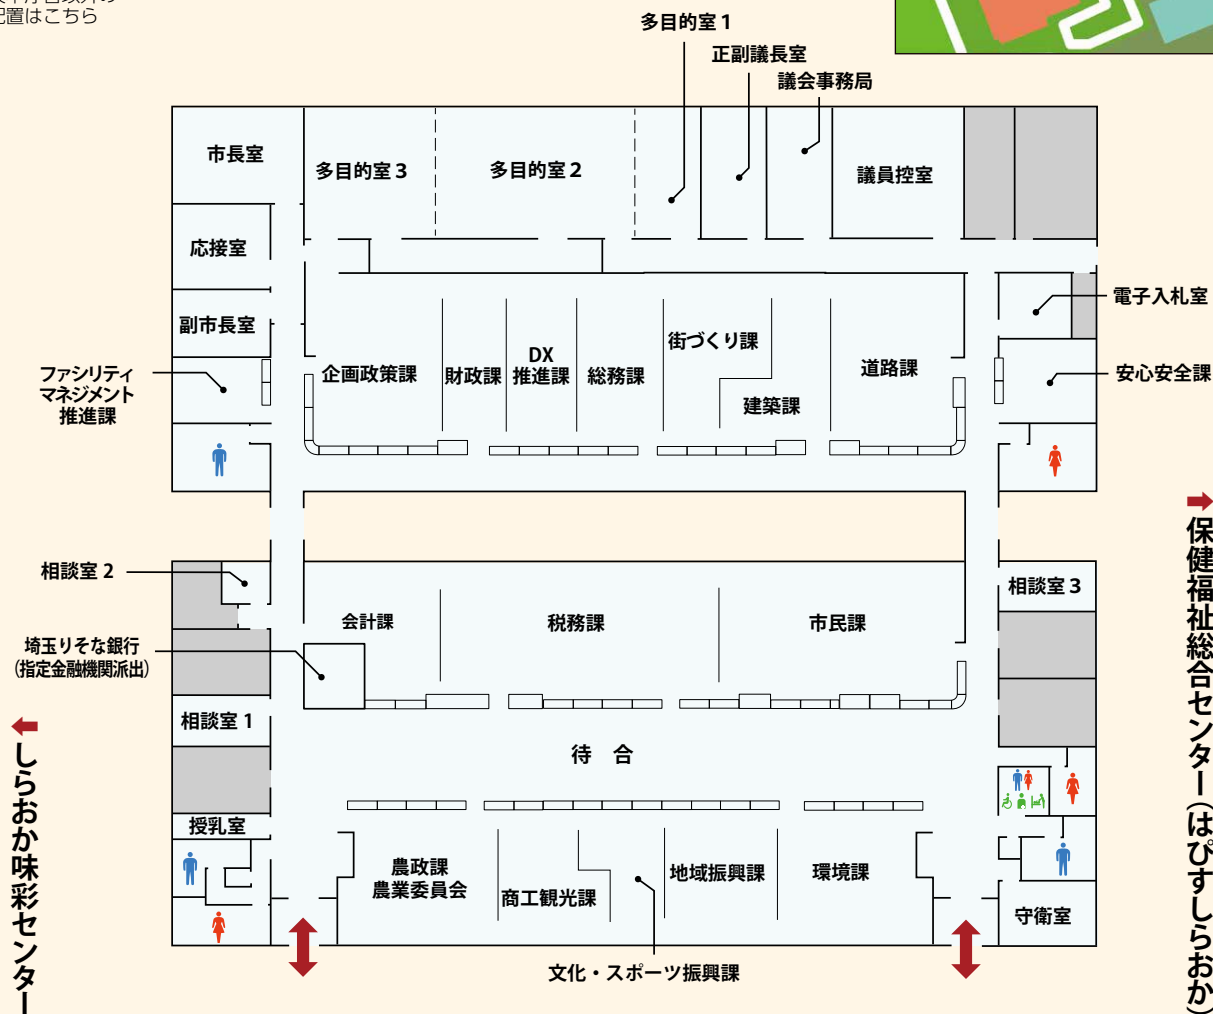 配置はこちら
多目的室1
正副議長室
議会事務局
市長室
多目的室3
多目的室2
議員控室
応接室
副市長室
電子入札室
ファシリティ
マネジメント
推進課
企画政策課
財政課
DX
推進課
総務課
街づくり課
建築課
道路課
安心安全課
相談室2
会計課
税務課
市民課
相談室3
埼玉りそな銀行
(指定金融機関派出)
相談室1
待 合
授乳室
農政課
農業委員会
商工観光課
地域振興課
環境課
守衛室
文化・スポーツ振興課
しらおか味彩センター
保健福祉総合センター(はぴすしらおか)